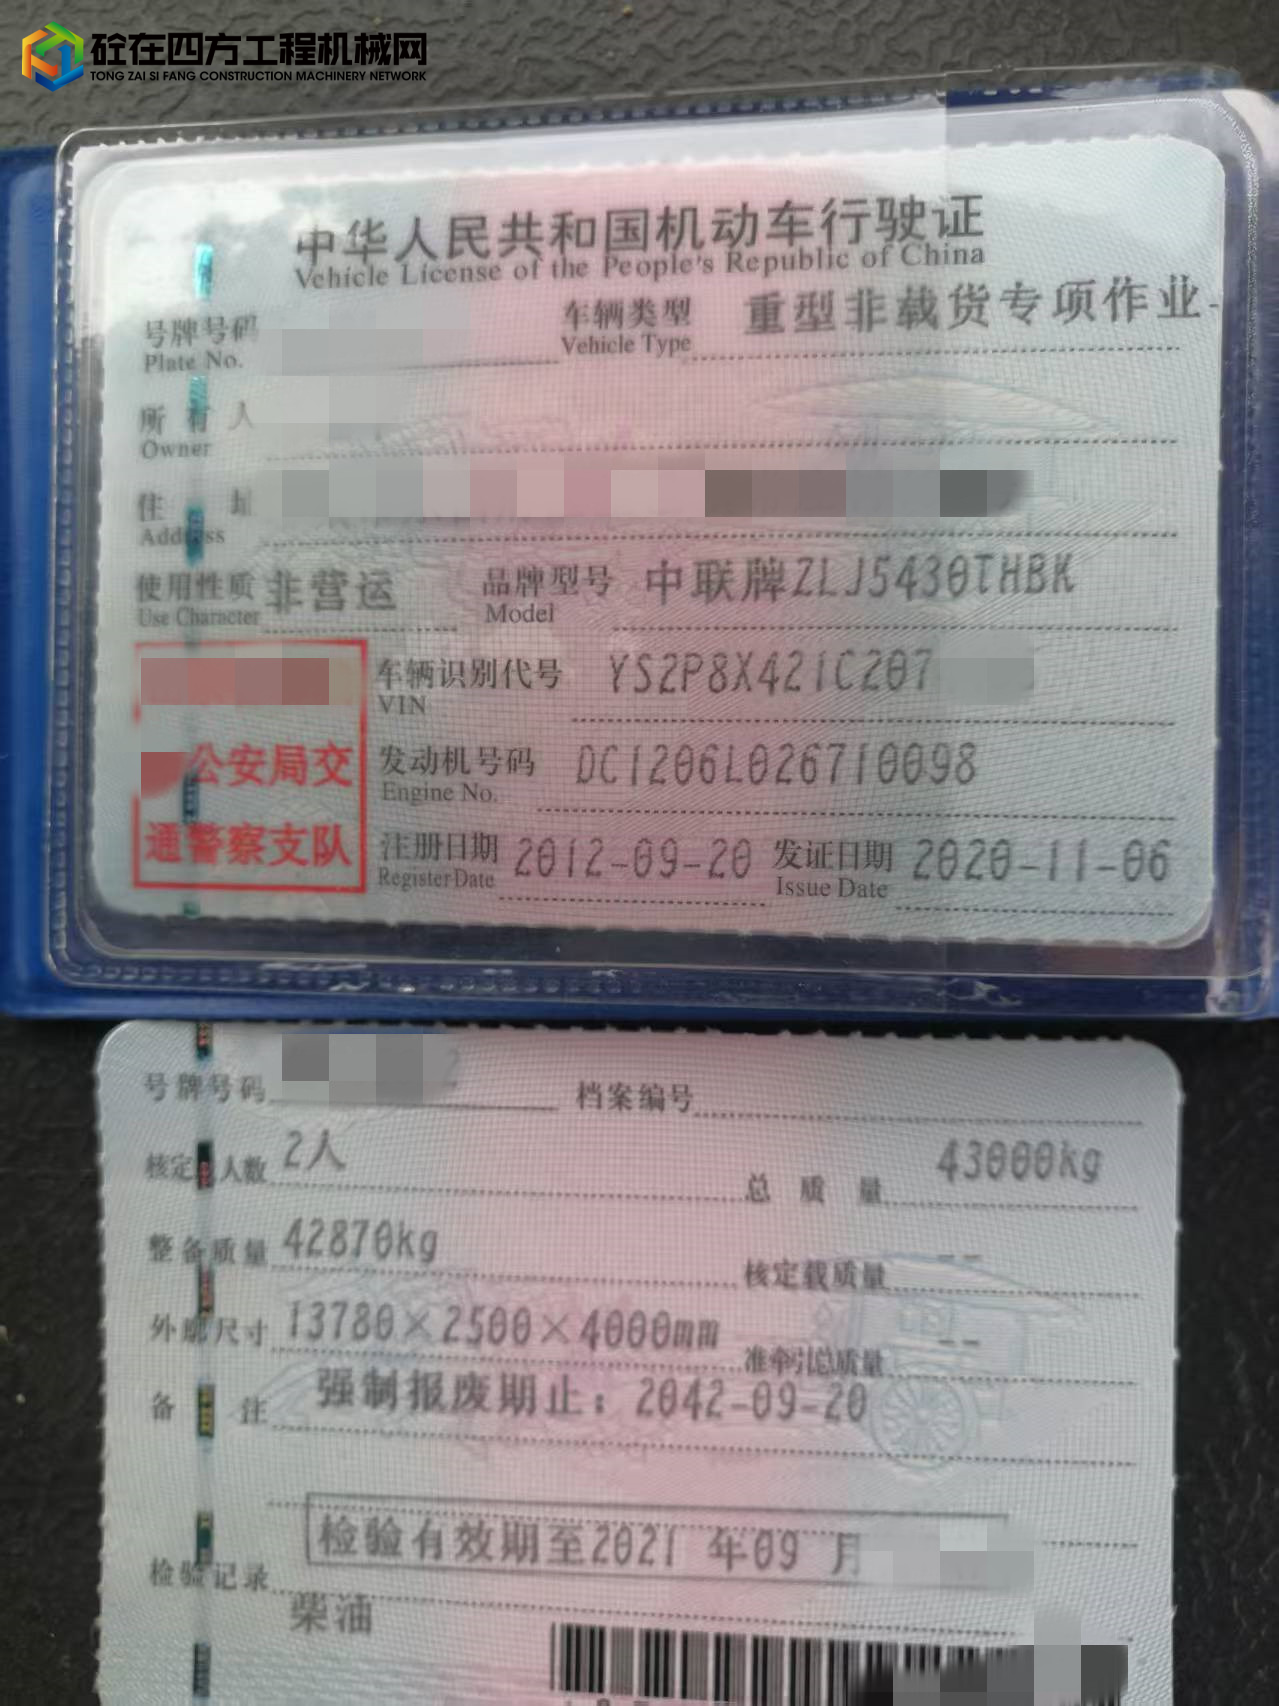 砼在四方工程机械网
TONG ZAI SI FANG CONSTRUCTION MACHINERY NETWORK
中华人民共和国机动车行驶证
Vehicle License of the People's Republic of China
号牌号码 车辆类型 重型非载货专项作业
Plate No. Vehicle Type
所有人
Owner
住址
Address
使用性质 非营运 品牌型号 中联牌ZLJ5430THBK
Use Character Model
车辆识别代号 YS2P8X421C207
VIN
公安局交
通警察支队
发动机号码 DC1206L026710098
Engine No.
注册日期 2012-09-20 发证日期 2020-11-06
Register Date Issue Date
号牌号码 档案编号
核定 人数 2人 总质量 43000kg
整备质量 42870kg 核定载质量 --
外廓尺寸 13780×2500×4000mm 准牵引总质量 --
备注 强制报废期止：2042-09-20
检验有效期至2021 年09 月
检验记录
柴油